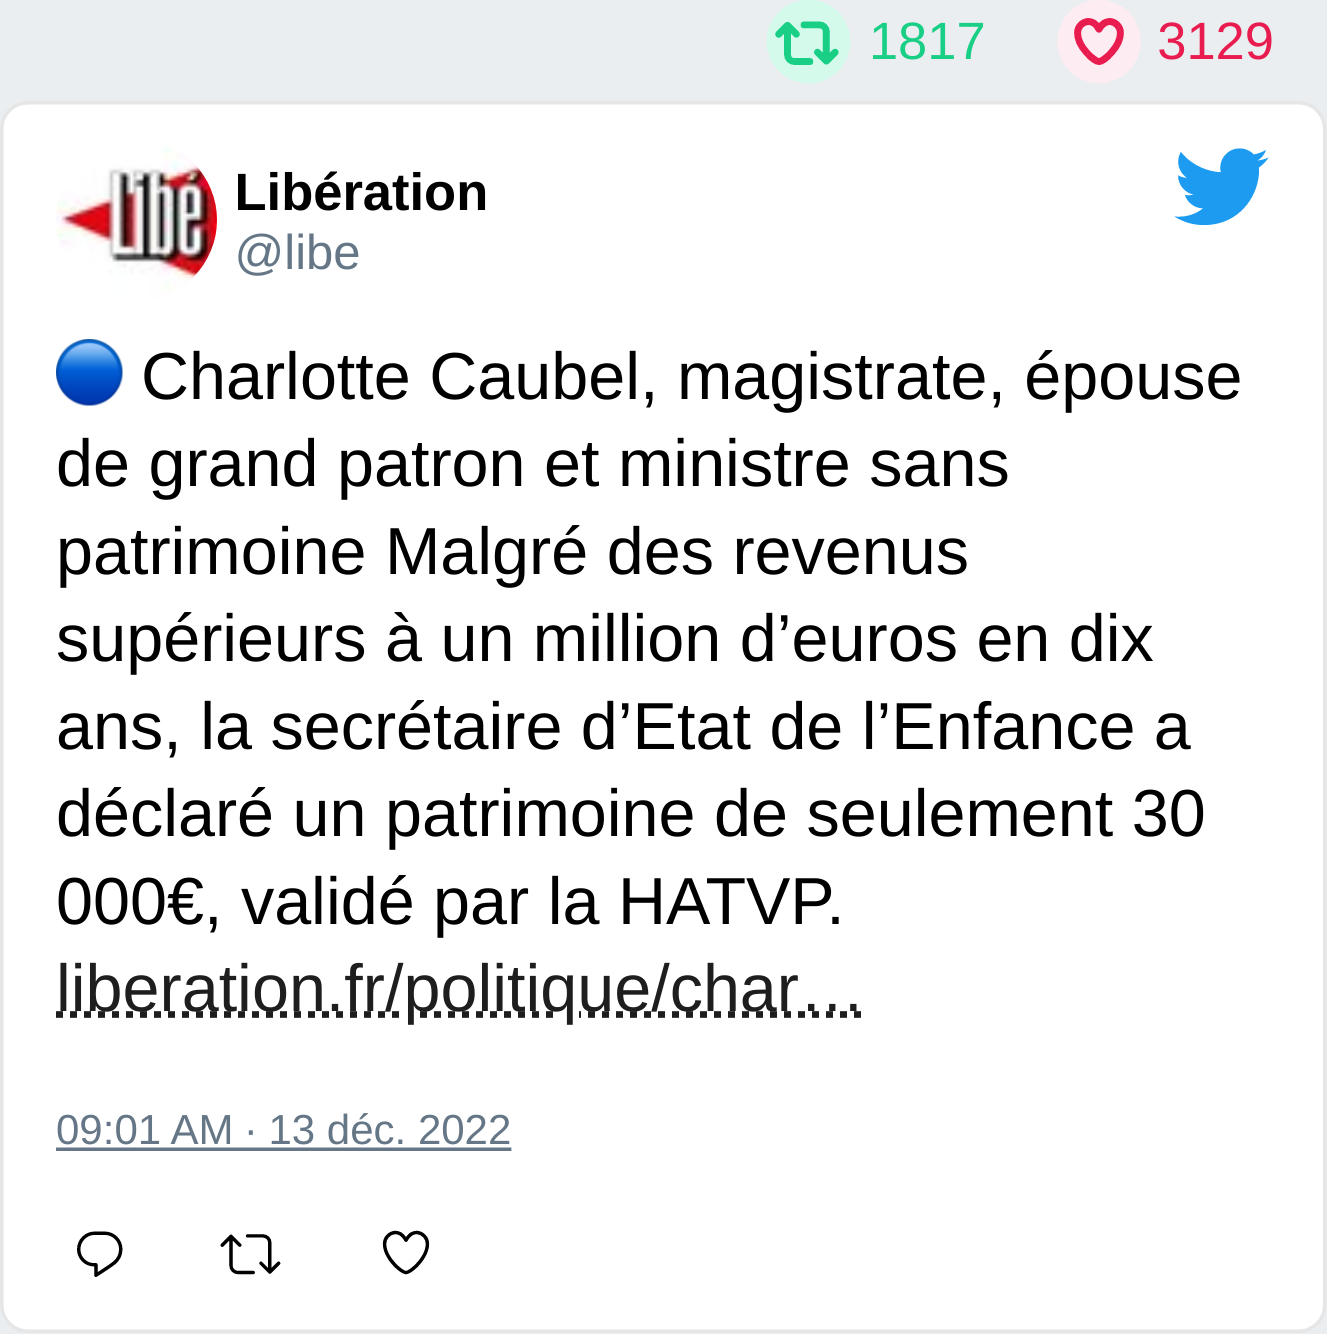 1817 3129
Libé
Libération
@libe
Charlotte Caubel, magistrate, épouse
de grand patron et ministre sans
patrimoine Malgré des revenus
supérieurs à un million d’euros en dix
ans, la secrétaire d’Etat de l’Enfance a
déclaré un patrimoine de seulement 30
000€, validé par la HATVP.
liberation.fr/politique/char…
09:01 AM · 13 déc. 2022